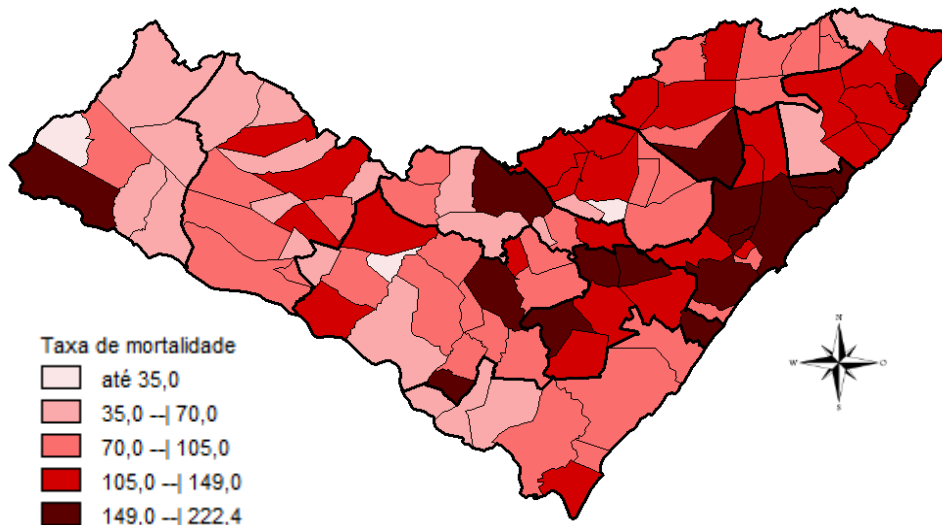 Taxa de mortalidade
até 35,0
35,0 --| 70,0
70,0 --| 105,0
105,0 --| 149,0
149,0 --| 222,4
N
W
O
S